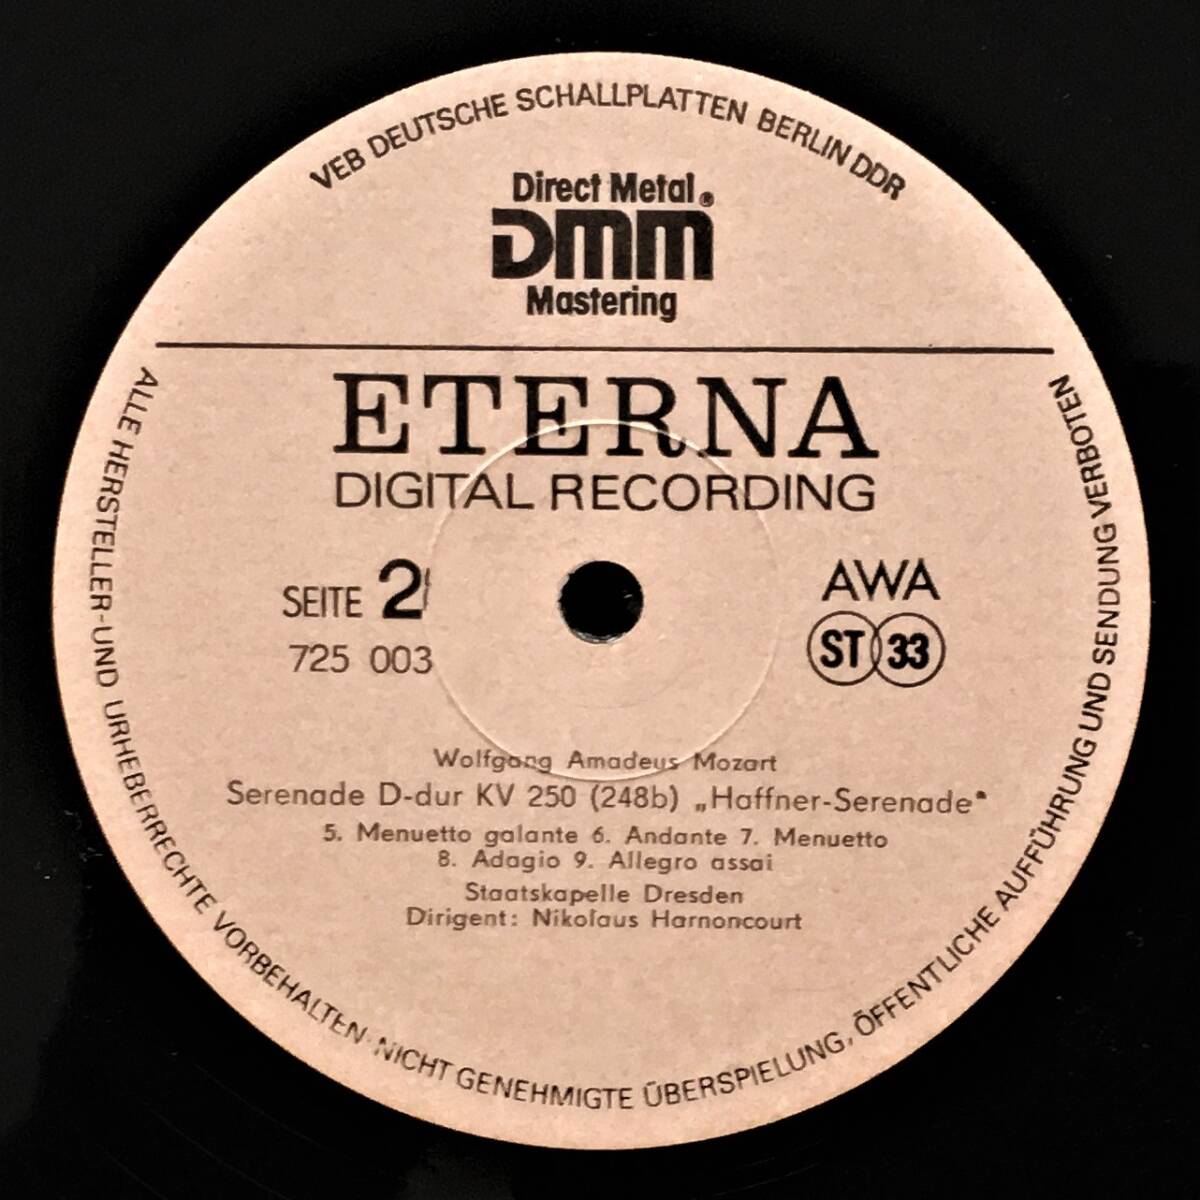 VEB DEUTSCHE SCHALLPLATTEN BERLIN DDR
Direct Metal
DMM®
Mastering
ETERNA
DIGITAL RECORDING
SEITE 2
725 003
AWA
ST 33
Wolfgang Amadeus Mozart
Serenade D-dur KV 250 (248b) „Haffner-Serenade“
5. Menuetto galante 6. Andante 7. Menuetto
8. Adagio 9. Allegro assai
Staatskapelle Dresden
Dirigent: Nikolaus Harnoncourt
ALLE HERSTELLER-UND URHEBERRECHTE VORBEHALTEN· NICHT GENEHMIGTE ÜBERSPIELUNG, ÖFFENTLICHE AUFFÜHRUNG UND SENDUNG VERBOTEN